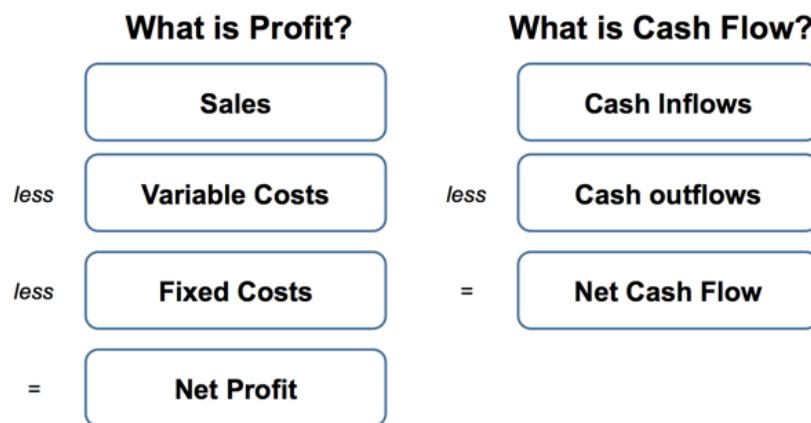 What is Profit?
Sales
less Variable Costs
less Fixed Costs
= Net Profit
What is Cash Flow?
Cash Inflows
less Cash outflows
= Net Cash Flow